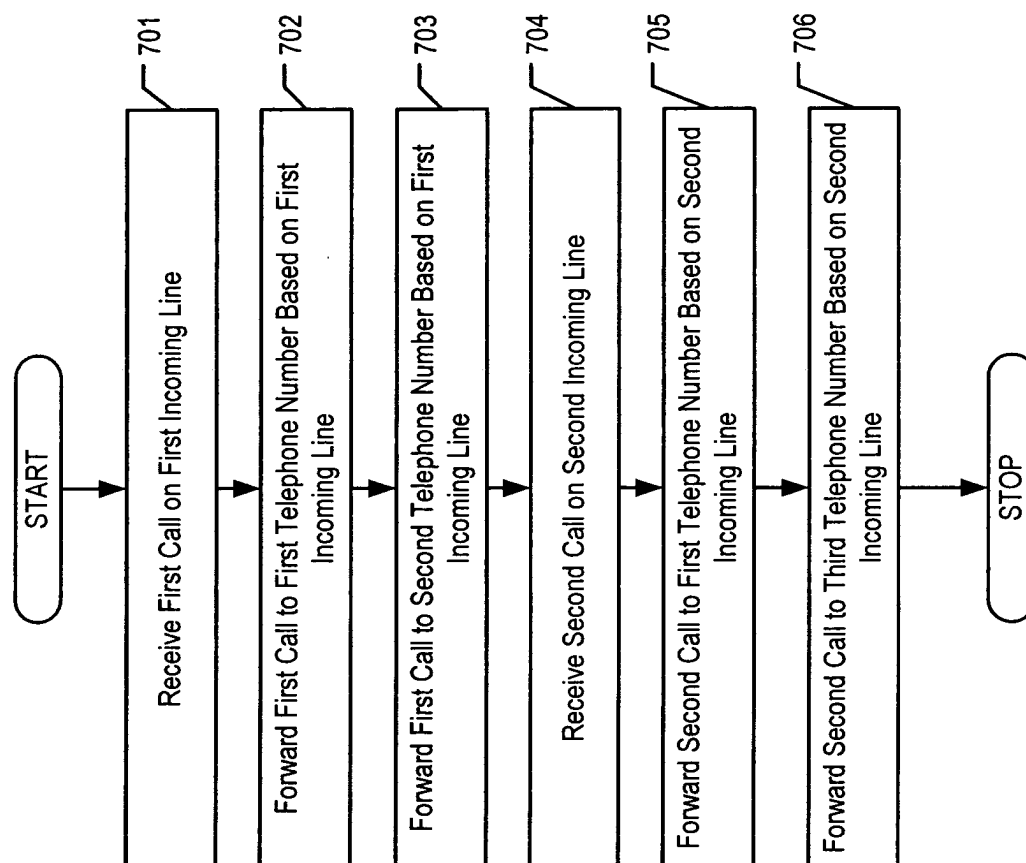 START
Receive First Call on First Incoming Line
701
Forward First Call to First Telephone Number Based on First
Incoming Line
702
Forward First Call to Second Telephone Number Based on First
Incoming Line
703
Receive Second Call on Second Incoming Line
704
Forward Second Call to First Telephone Number Based on Second
Incoming Line
705
Forward Second Call to Third Telephone Number Based on Second
Incoming Line
706
STOP